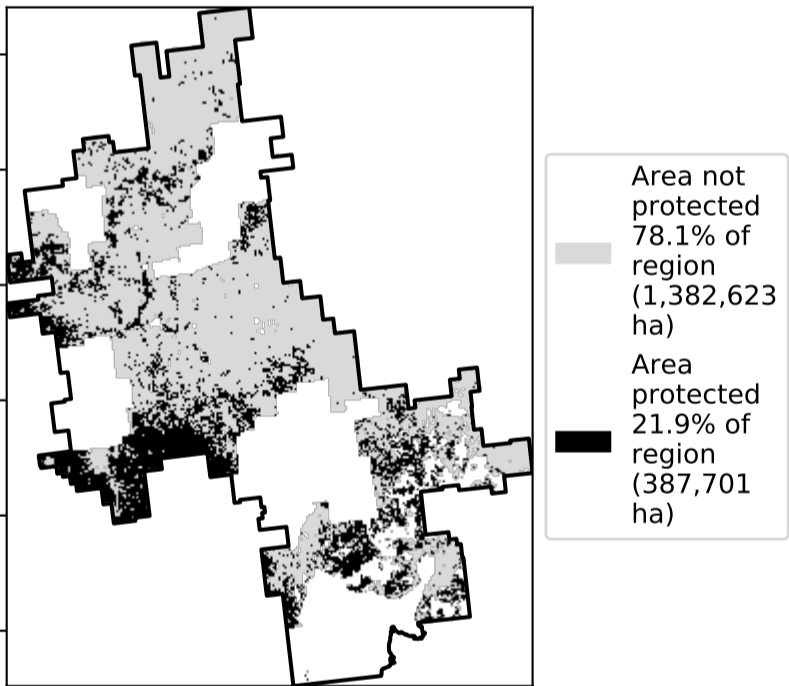 Area not
protected
78.1% of
region
(1,382,623
ha)
Area
protected
21.9% of
region
(387,701
ha)